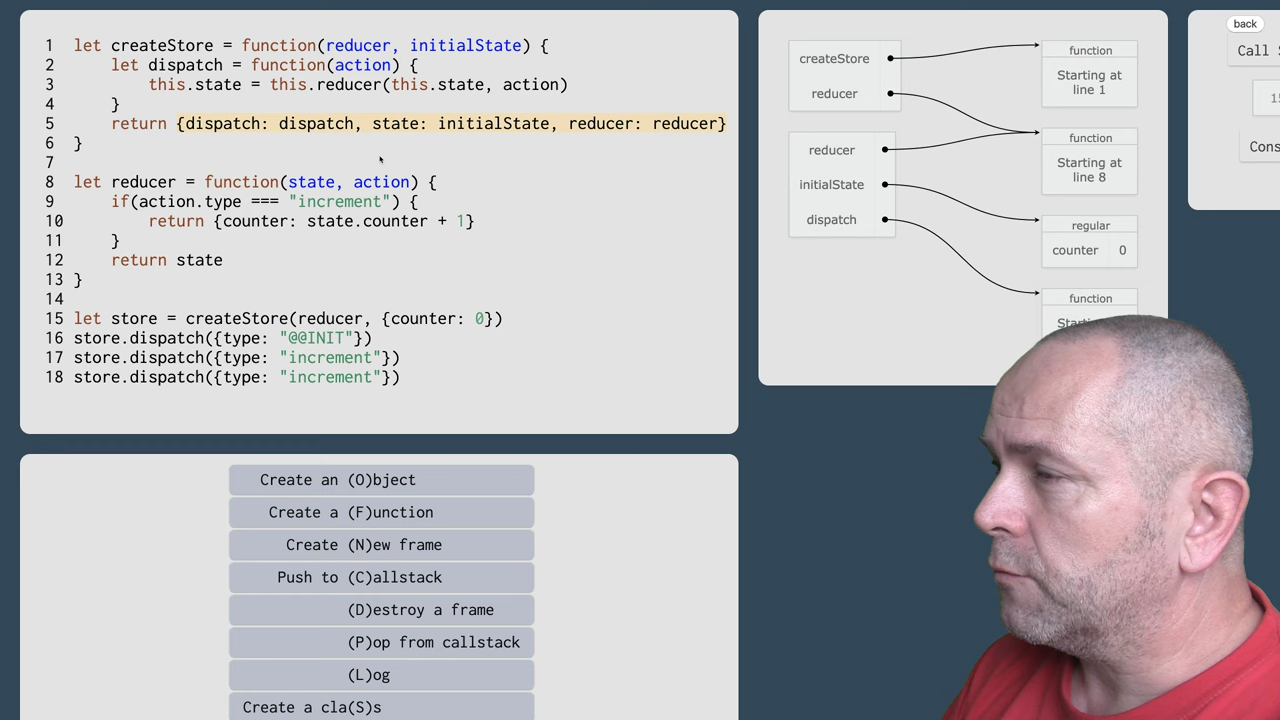 1 let createStore = function(reducer, initialState) {
2 let dispatch = function(action) {
3 this.state = this.reducer(this.state, action)
4 }
5 return {dispatch: dispatch, state: initialState, reducer: reducer}
6 }
7
8 let reducer = function(state, action) {
9 if(action.type === "increment") {
10 return {counter: state.counter + 1}
11 }
12 return state
13 }
14
15 let store = createStore(reducer, {counter: 0})
16 store.dispatch({type: "@@INIT"})
17 store.dispatch({type: "increment"})
18 store.dispatch({type: "increment"})
Create an (O)bject
Create a (F)unction
Create (N)ew frame
Push to (C)allstack
(D)estroy a frame
(P)op from callstack
(L)og
Create a cla(S)s
createStore
reducer
reducer
initialState
dispatch
function
Starting at
line 1
function
Starting at
line 8
regular
counter 0
function
back
Call